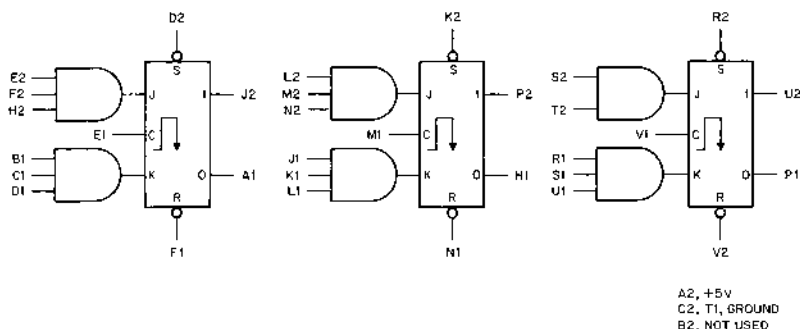 D2 K2 R2
S S S
E2 L2 S2
F2 J 1 J2 M2 J 1 P2 J 1 U2
H2 N2 T2
E1 C M1 C V1 C
B1 J1 R1
C1 K 0 A1 K1 K 0 H1 S1 K 0 P1
D1 L1 U1
R R R
F1 N1 V2
A2, +5V
C2, T1, GROUND
B2, NOT USED